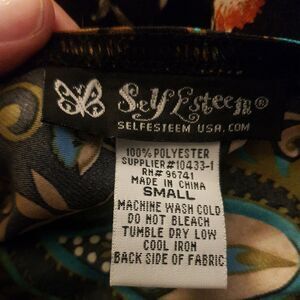 Self Esteem®
SELFESTEEM USA.COM
100% POLYESTER
SUPPLIER#10433-1
RN# 96741
MADE IN CHINA
SMALL
MACHINE WASH COLD
DO NOT BLEACH
TUMBLE DRY LOW
COOL IRON
BACK SIDE OF FABRIC